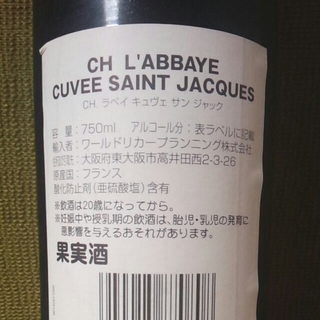 CH L'ABBAYE
CUVEE SAINT JACQUES
CH. ラベイ キュヴェ サン ジャック
容 量：750ml アルコール分：表ラベルに記載
輸入者：ワールドリカープランニング株式会社
大阪府東大阪市高井田西2-3-26
原産国：フランス
酸化防止剤（亜硫酸塩）含有
※飲酒は20歳になってから。
※妊娠中や授乳期の飲酒は、胎児・乳児の発育に
悪影響を与えるおそれがあります。
果実酒